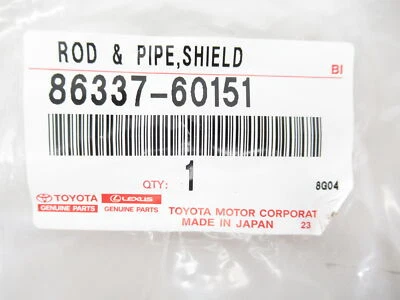 ROD & PIPE,SHIELD
BI
86337-60151
QTY: 1
8G04
TOYOTA LEXUS
GENUINE PARTS GENUINE PARTS
TOYOTA MOTOR CORPORAT
MADE IN JAPAN 23